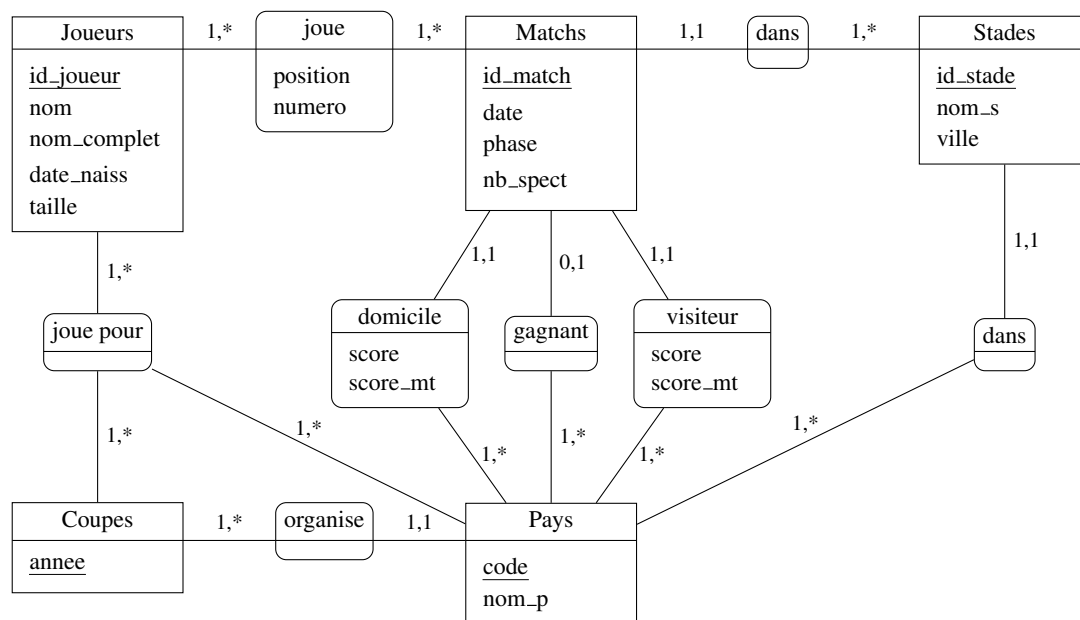 Joueurs
id_joueur
nom
nom_complet
date_naiss
taille
1,*
joue
position
numero
1,*
Matchs
id_match
date
phase
nb_spect
1,1
dans
1,*
Stades
id_stade
nom_s
ville
1,*
1,1
0,1
1,1
1,1
joue pour
domicile
score
score_mt
gagnant
visiteur
score
score_mt
dans
1,*
1,*
1,*
1,*
1,*
1,*
Coupes
annee
1,*
organise
1,1
Pays
code
nom_p